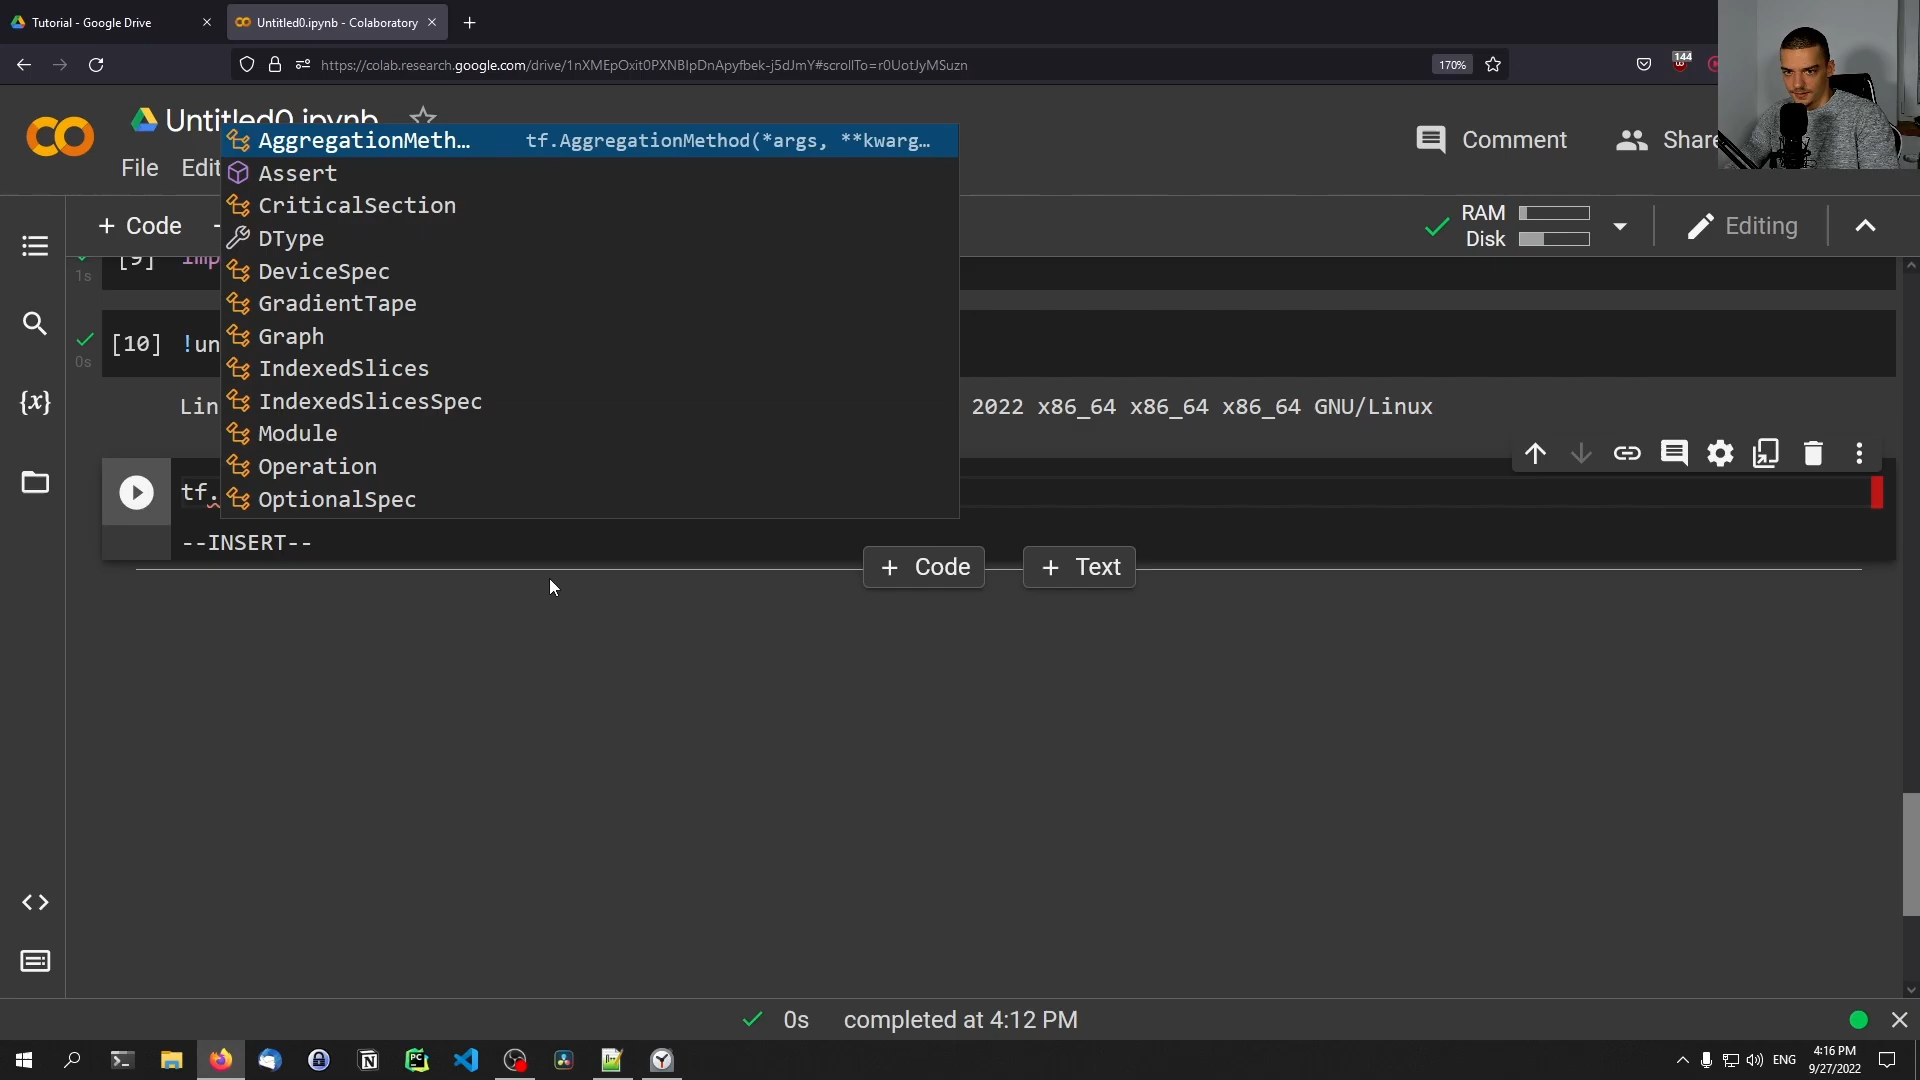 Tutorial - Google Drive
Untitled0.ipynb - Colaboratory
https://colab.research.google.com/drive/1nXMEpOxit0PXNBIpDnApyfbek-j5dJmY#scrollTo=r0UotJyMSuzn
170%
144
Untitled0.ipynb
Comment
Share
File
Edit
AggregationMeth…
tf.AggregationMethod(*args, **kwarg…
Assert
CriticalSection
DType
DeviceSpec
GradientTape
Graph
IndexedSlices
IndexedSlicesSpec
Module
Operation
OptionalSpec
+ Code
RAM
Disk
Editing
[9] imp
1s
[10] !un
0s
Lin
2022 x86_64 x86_64 x86_64 GNU/Linux
{x}
tf.
--INSERT--
+ Code
+ Text
0s completed at 4:12 PM
ENG
4:16 PM
9/27/2022